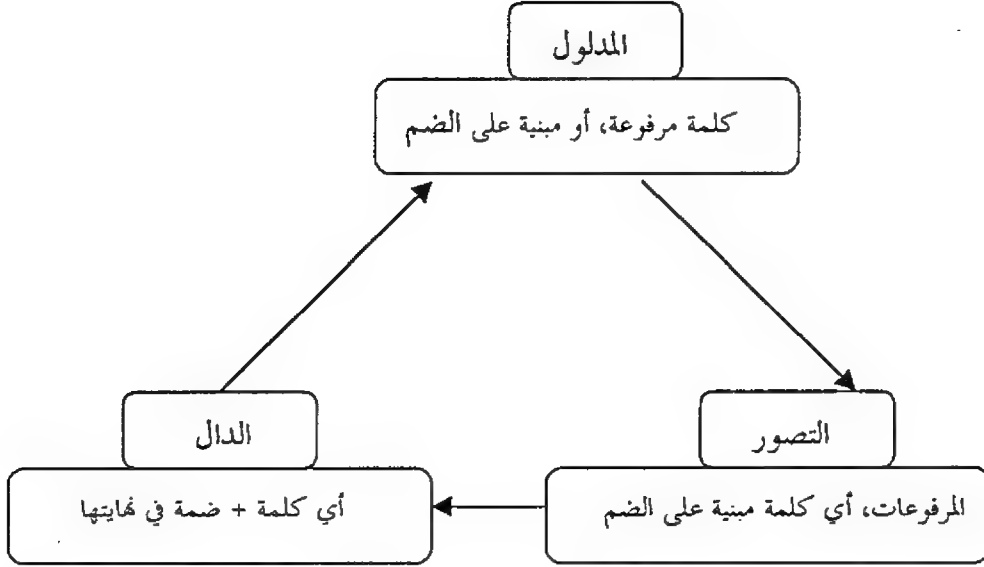 المدلول
كلمة مرفوعة، أو مبنية على الضم
التصور
المرفوعات، أي كلمة مبنية على الضم
الدال
أي كلمة + ضمة في نهايتها